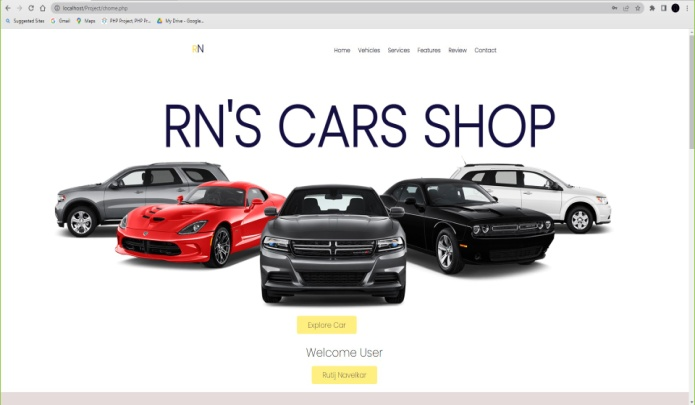 localhost/Project/home.php
Suggested Sites Gmail Maps PHP Project, PHP Pr... My Drive - Google...
RN Home Vehicles Services Features Review Contact
RN'S CARS SHOP
Explore Car
Welcome User
Rutij Navelkar